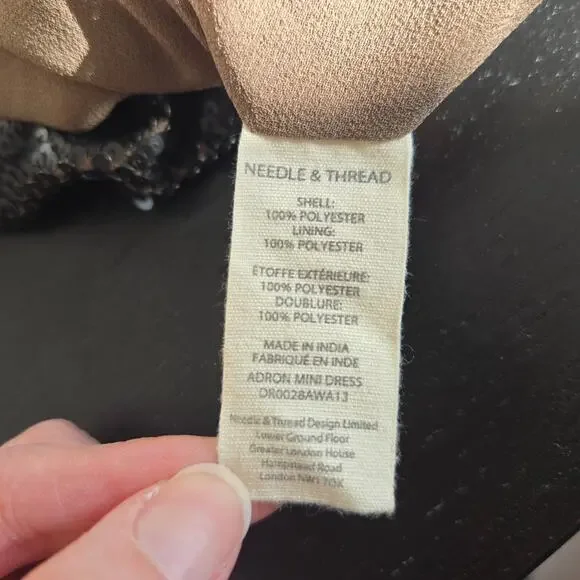 NEEDLE & THREAD
SHELL:
100% POLYESTER
LINING:
100% POLYESTER
ÉTOFFE EXTÉRIEURE:
100% POLYESTER
DOUBLURE:
100% POLYESTER
MADE IN INDIA
FABRIQUÉ EN INDE
ADRON MINI DRESS
DR0028AWA13
Needle & Thread Design Limited
Lower Ground Floor
Greater London House
Hampstead Road
London NW1 7QX